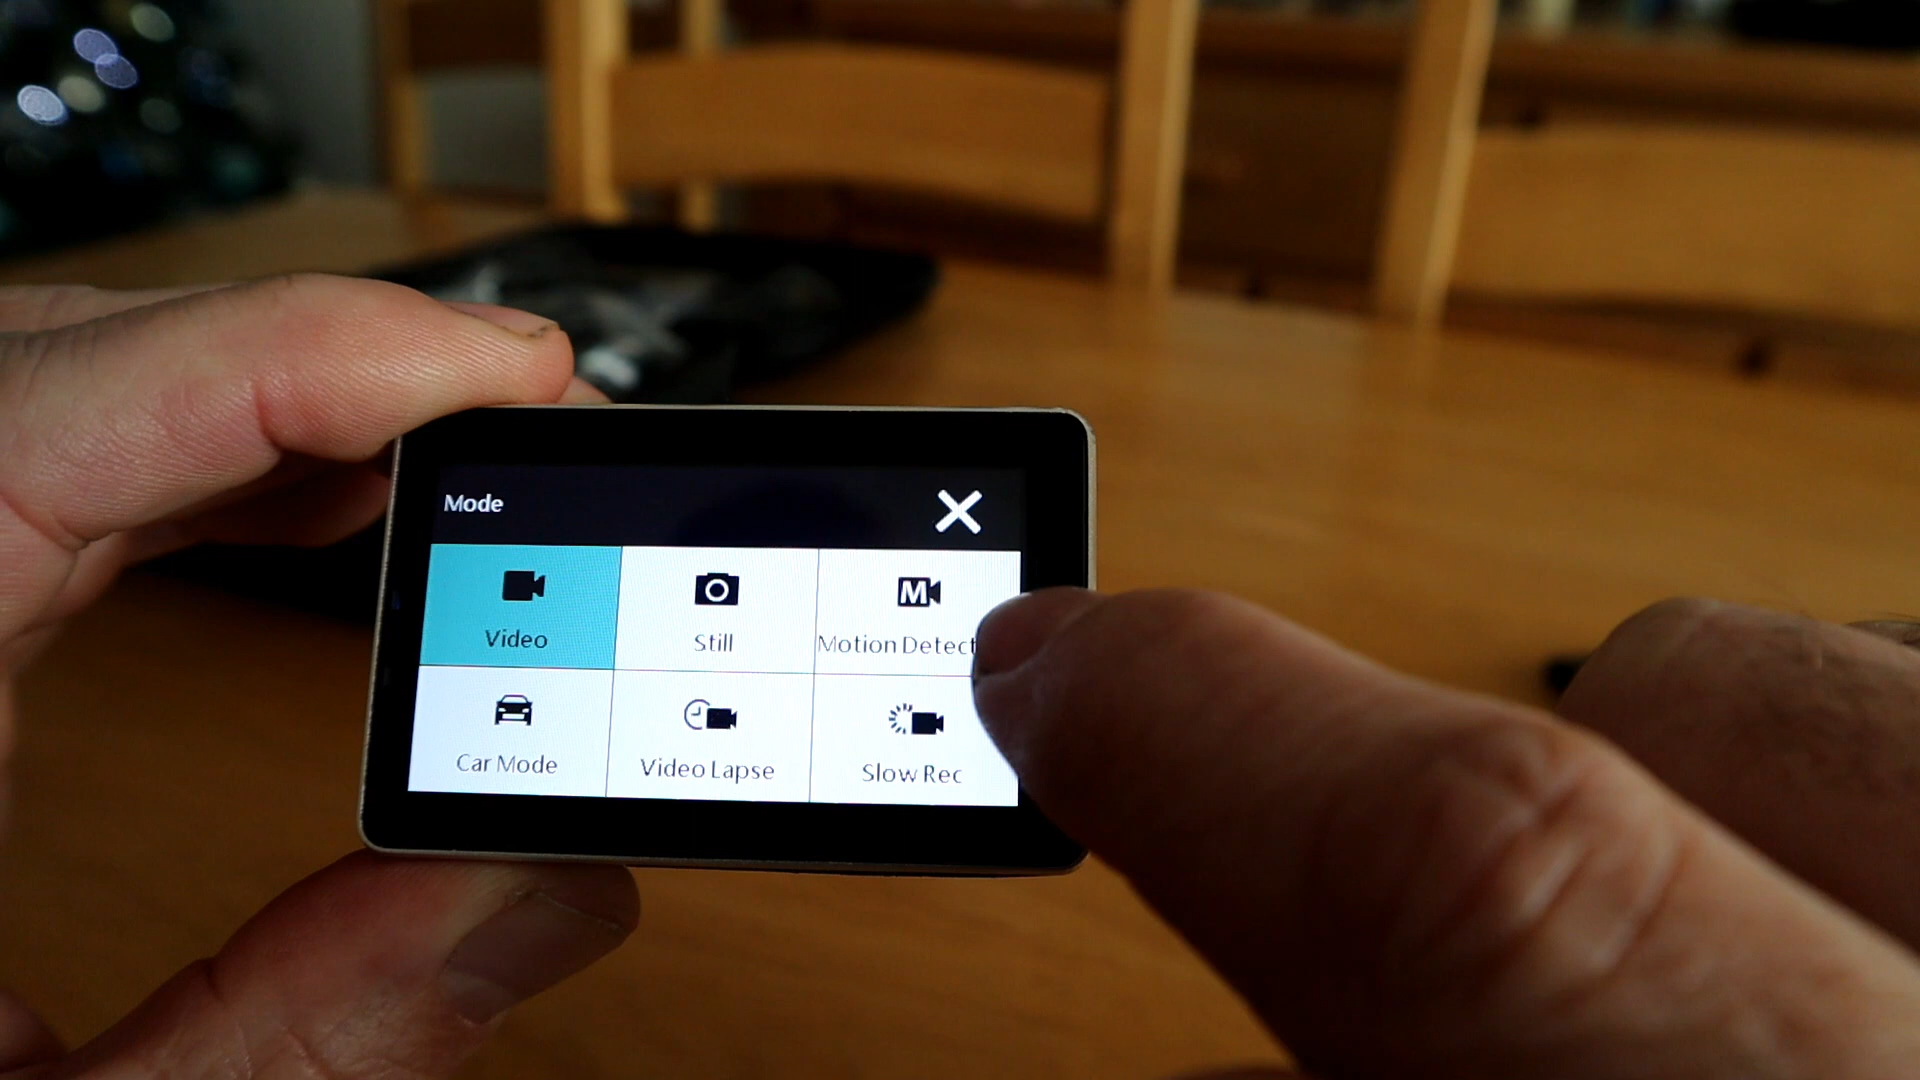 Mode
Video
Still
Motion Detect
Car Mode
Video Lapse
Slow Rec